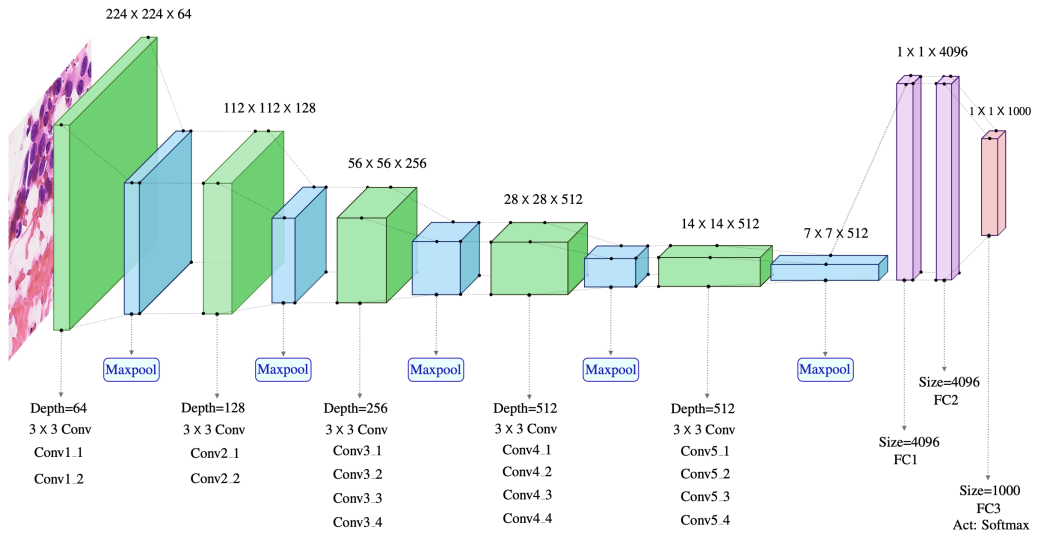 224 X 224 X 64
112 X 112 X 128
56 X 56 X 256
28 X 28 X 512
14 X 14 X 512
7 X 7 X 512
1 X 1 X 4096
1 X 1 X 1000
Maxpool
Maxpool
Maxpool
Maxpool
Maxpool
Depth=64
3 X 3 Conv
Conv1_1
Conv1_2
Depth=128
3 X 3 Conv
Conv2_1
Conv2_2
Depth=256
3 X 3 Conv
Conv3_1
Conv3_2
Conv3_3
Conv3_4
Depth=512
3 X 3 Conv
Conv4_1
Conv4_2
Conv4_3
Conv4_4
Depth=512
3 X 3 Conv
Conv5_1
Conv5_2
Conv5_3
Conv5_4
Size=4096
FC1
Size=4096
FC2
Size=1000
FC3
Act: Softmax